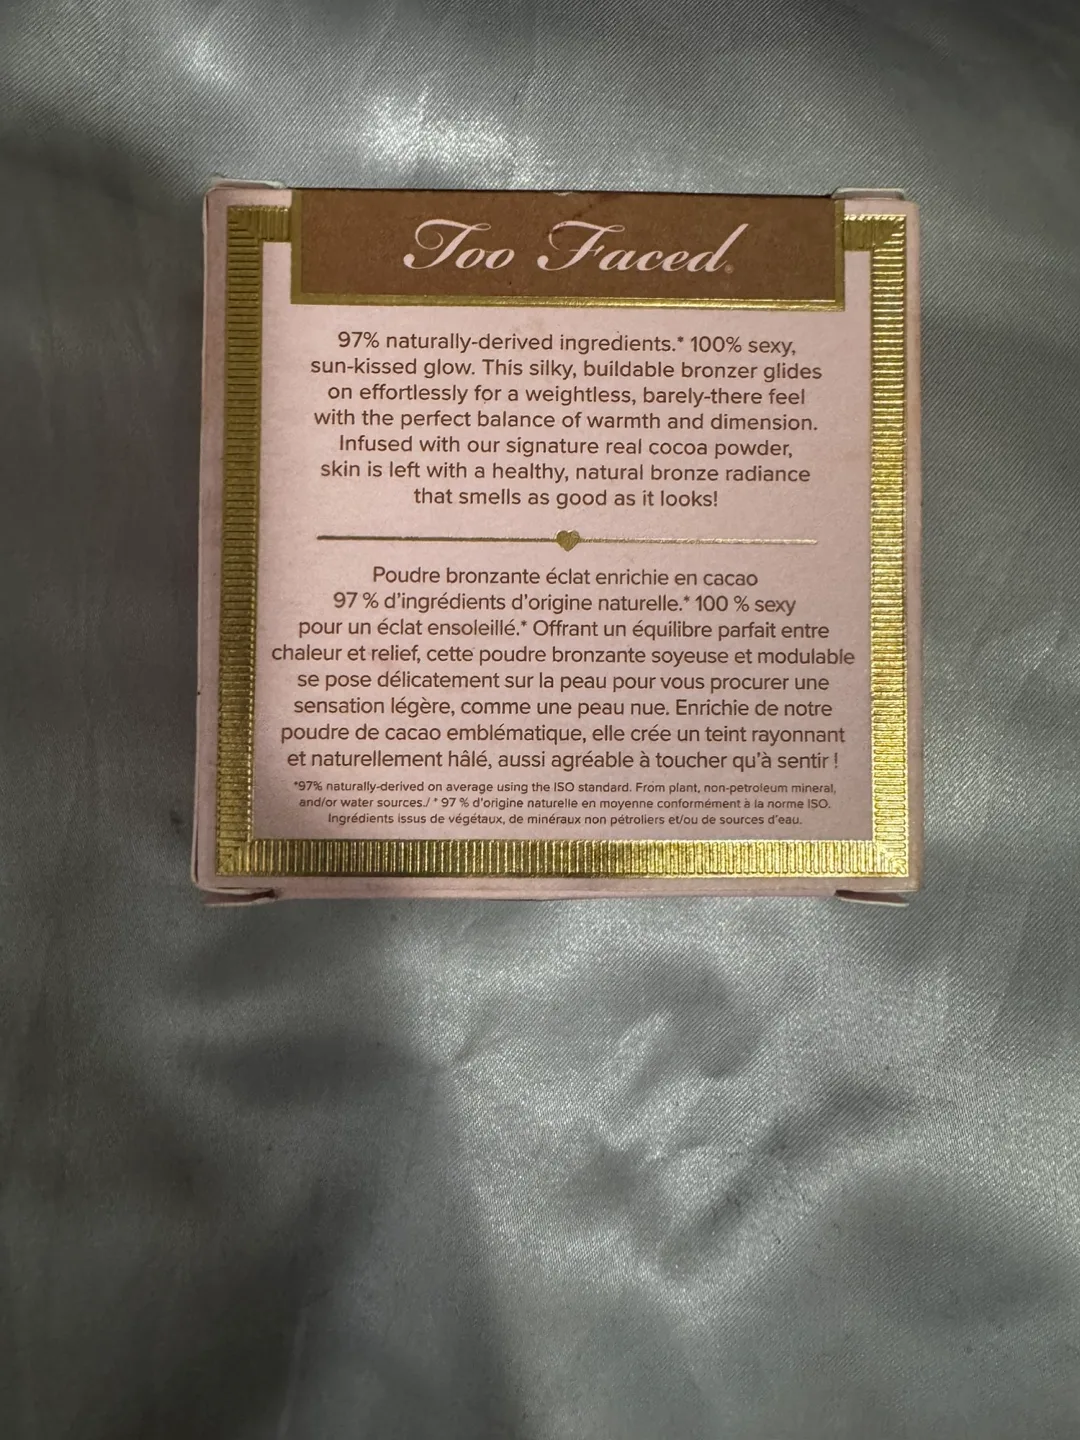 Too Faced®
97% naturally-derived ingredients.* 100% sexy,
sun-kissed glow. This silky, buildable bronzer glides
on effortlessly for a weightless, barely-there feel
with the perfect balance of warmth and dimension.
Infused with our signature real cocoa powder,
skin is left with a healthy, natural bronze radiance
that smells as good as it looks!
Poudre bronzante éclat enrichie en cacao
97 % d'ingrédients d'origine naturelle.* 100 % sexy
pour un éclat ensoleillé.* Offrant un équilibre parfait entre
chaleur et relief, cette poudre bronzante soyeuse et modulable
se pose délicatement sur la peau pour vous procurer une
sensation légère, comme une peau nue. Enrichie de notre
poudre de cacao emblématique, elle crée un teint rayonnant
et naturellement hâlé, aussi agréable à toucher qu'à sentir !
*97% naturally-derived on average using the ISO standard. From plant, non-petroleum mineral,
and/or water sources./ * 97 % d'origine naturelle en moyenne conformément à la norme ISO.
Ingrédients issus de végétaux, de minéraux non pétroliers et/ou de sources d'eau.